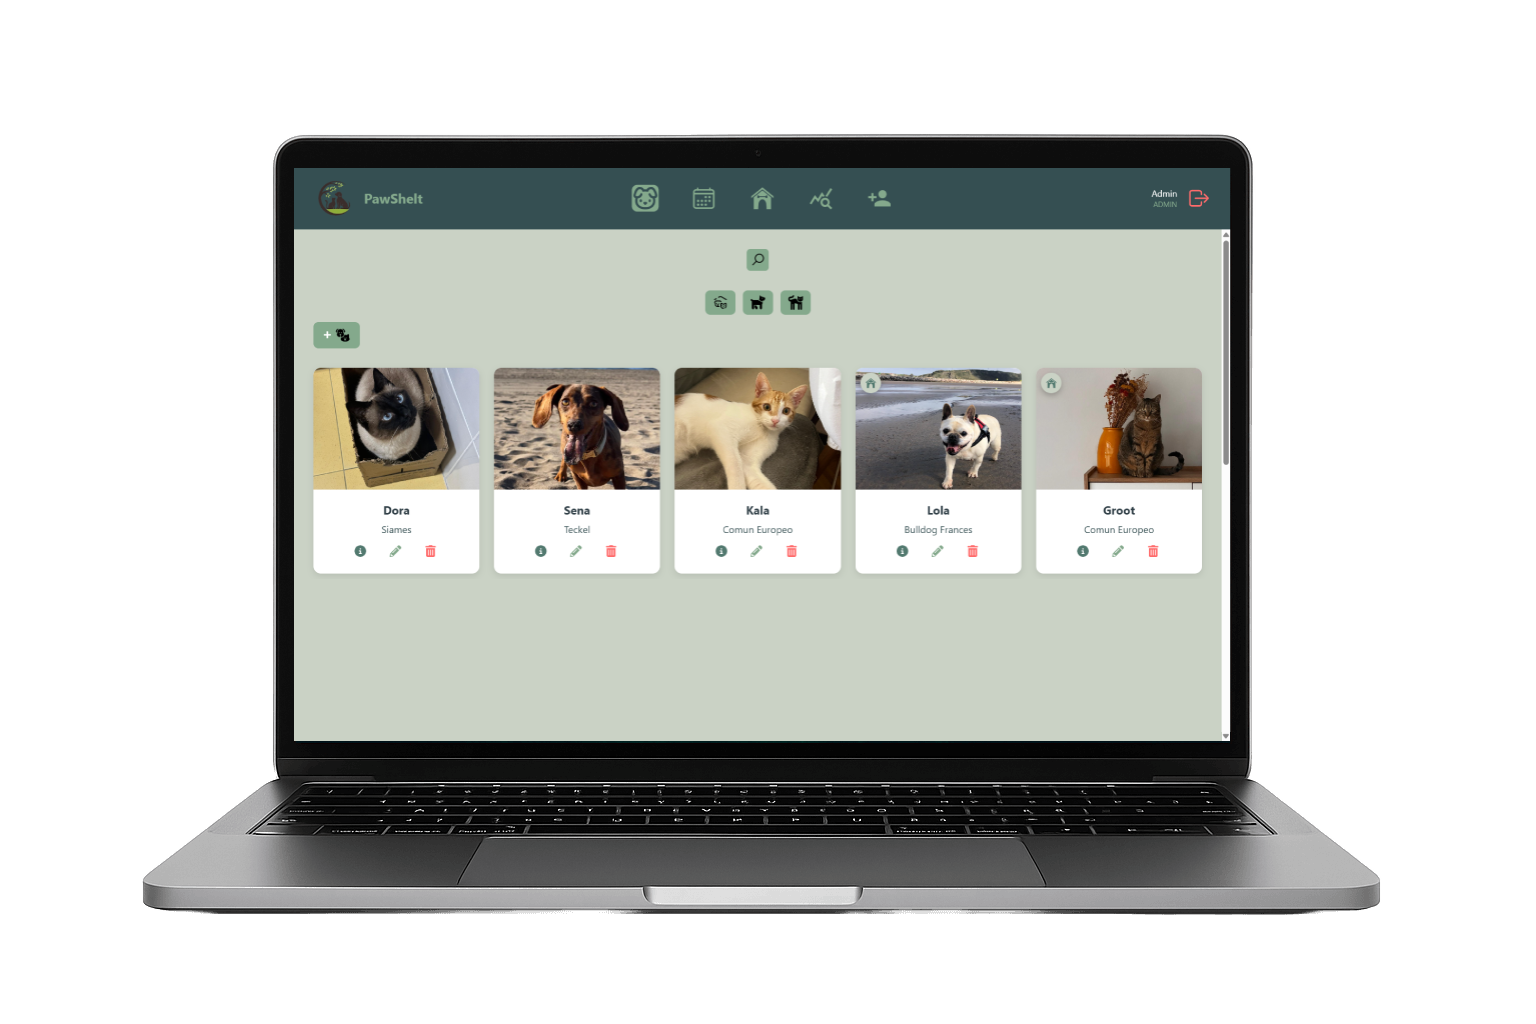 PawShelt
Admin
ADMIN
+
Dora
Siames
Sena
Teckel
Kala
Comun Europeo
Lola
Bulldog Frances
Groot
Comun Europeo